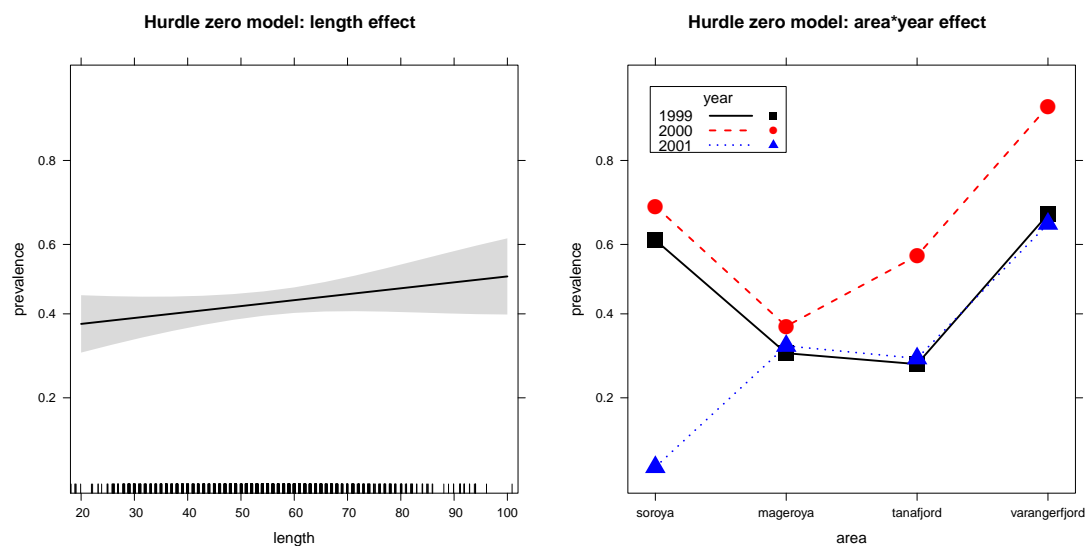 Hurdle zero model: length effect
prevalence
0.8
0.6
0.4
0.2
20 30 40 50 60 70 80 90 100
length
Hurdle zero model: area*year effect
year
1999
2000
2001
prevalence
0.8
0.6
0.4
0.2
soroya mageroya tanafjord varangerfjord
area